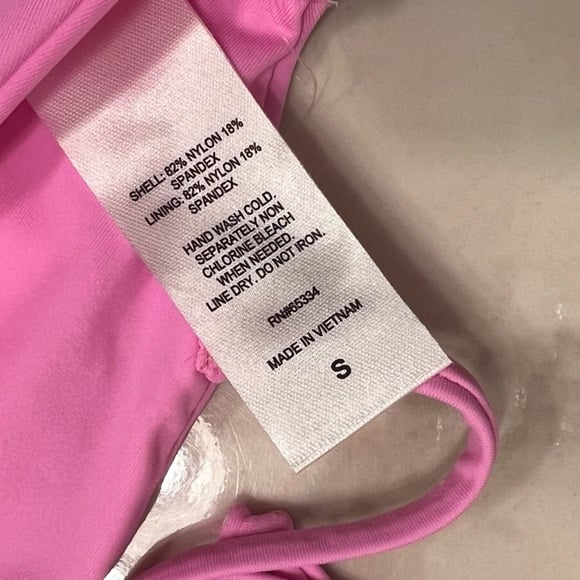 SHELL: 82% NYLON 18%
SPANDEX
LINING: 82% NYLON 18%
SPANDEX
HAND WASH COLD.
SEPARATELY NON
CHLORINE BLEACH
WHEN NEEDED.
LINE DRY. DO NOT IRON.
RN#65334
MADE IN VIETNAM
S